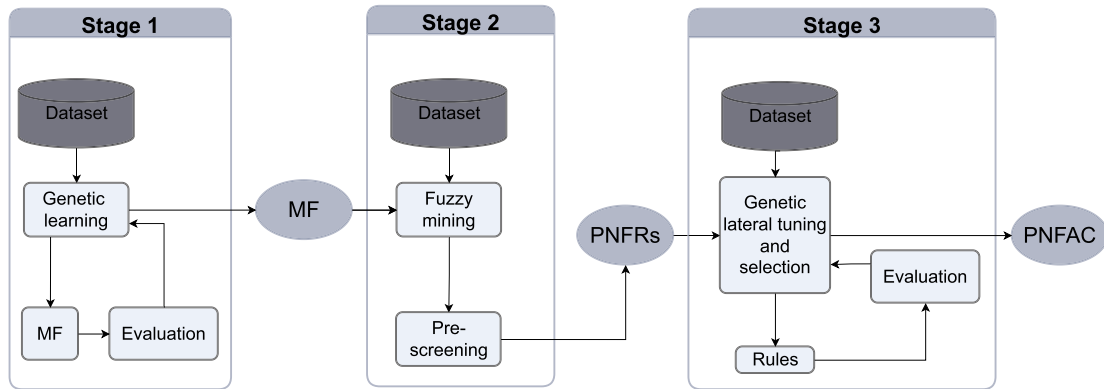 Stage 1
Dataset
Genetic
learning
MF
Evaluation
MF
Stage 2
Dataset
Fuzzy
mining
Pre-
screening
PNFRs
Stage 3
Dataset
Genetic
lateral tuning
and
selection
Evaluation
Rules
PNFAC